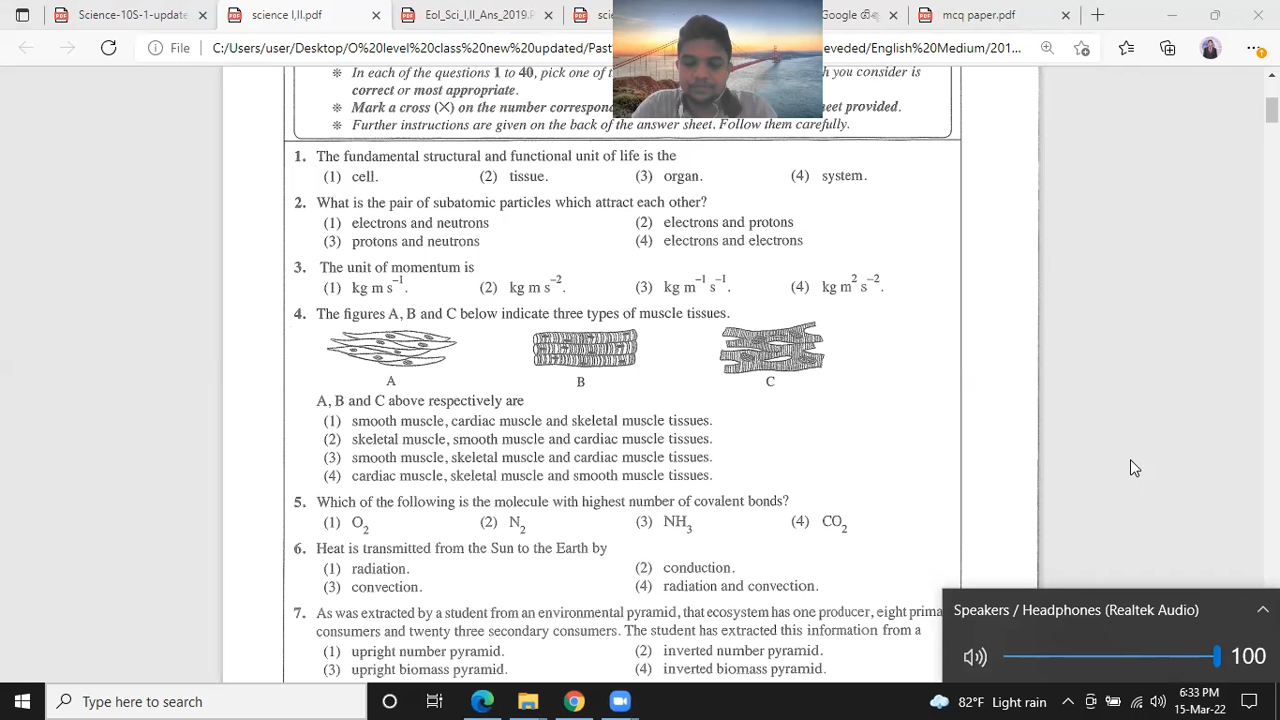 Science-10S-1-update
science I,II.pdf
Eol_Sci_I,II_Ans_2019.
Google
mcq paper.pdf
File
C:/Users/user/Desktop/O%20level%20class%20new%20updated/Past
eveded/English%20Medium/201...
※ In each of the questions 1 to 40, pick one of
h you consider is
correct or most appropriate.
※ Mark a cross (×) on the number correspon
eet provided.
※ Further instructions are given on the back of the answer sheet. Follow them carefully.
1. The fundamental structural and functional unit of life is the
(1) cell. (2) tissue. (3) organ. (4) system.
2. What is the pair of subatomic particles which attract each other?
(1) electrons and neutrons (2) electrons and protons
(3) protons and neutrons (4) electrons and electrons
3. The unit of momentum is
(1) kg m s⁻¹. (2) kg m s⁻². (3) kg m⁻¹ s⁻¹. (4) kg m² s⁻².
4. The figures A, B and C below indicate three types of muscle tissues.
A B C
A, B and C above respectively are
(1) smooth muscle, cardiac muscle and skeletal muscle tissues.
(2) skeletal muscle, smooth muscle and cardiac muscle tissues.
(3) smooth muscle, skeletal muscle and cardiac muscle tissues.
(4) cardiac muscle, skeletal muscle and smooth muscle tissues.
5. Which of the following is the molecule with highest number of covalent bonds?
(1) O₂ (2) N₂ (3) NH₃ (4) CO₂
6. Heat is transmitted from the Sun to the Earth by
(1) radiation. (2) conduction.
(3) convection. (4) radiation and convection.
7. As was extracted by a student from an environmental pyramid, that ecosystem has one producer, eight prima
consumers and twenty three secondary consumers. The student has extracted this information from a
(1) upright number pyramid. (2) inverted number pyramid.
(3) upright biomass pyramid. (4) inverted biomass pyramid.
Speakers / Headphones (Realtek Audio)
100
Type here to search
82°F Light rain
6:33 PM
15-Mar-22